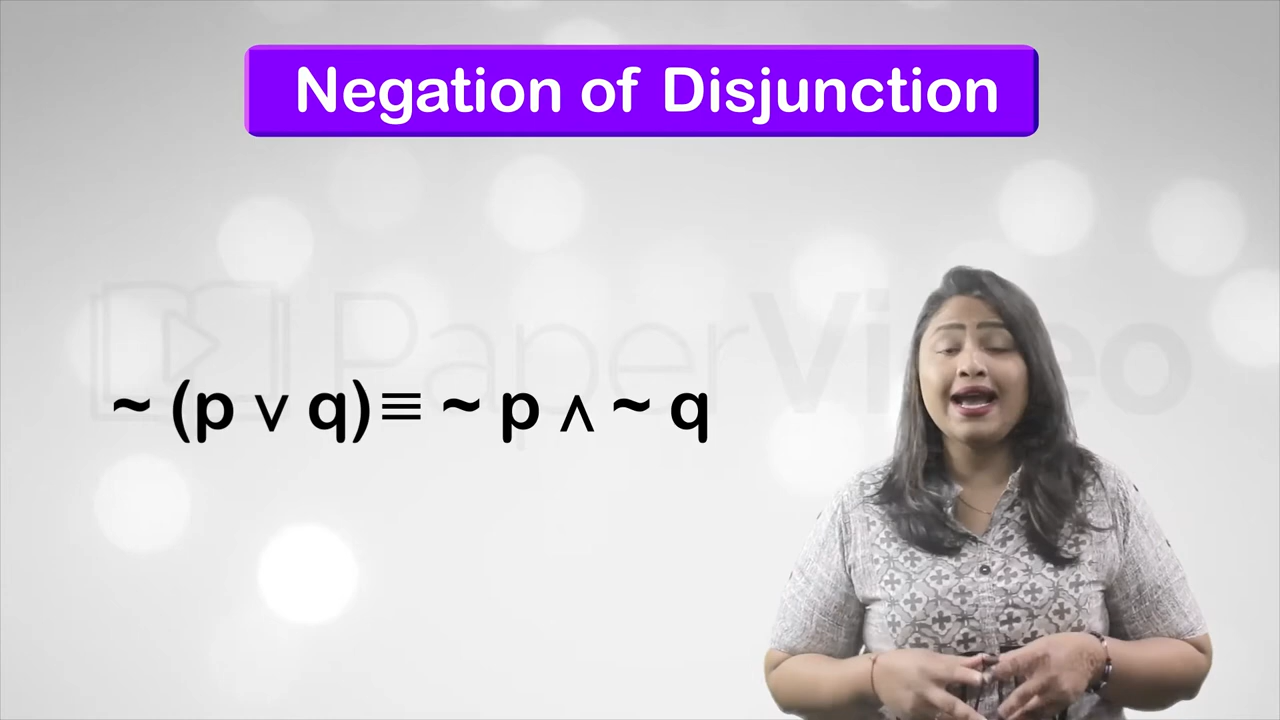 Negation of Disjunction
PaperVideo
~ (p ∨ q) ≡ ~ p ∧ ~ q